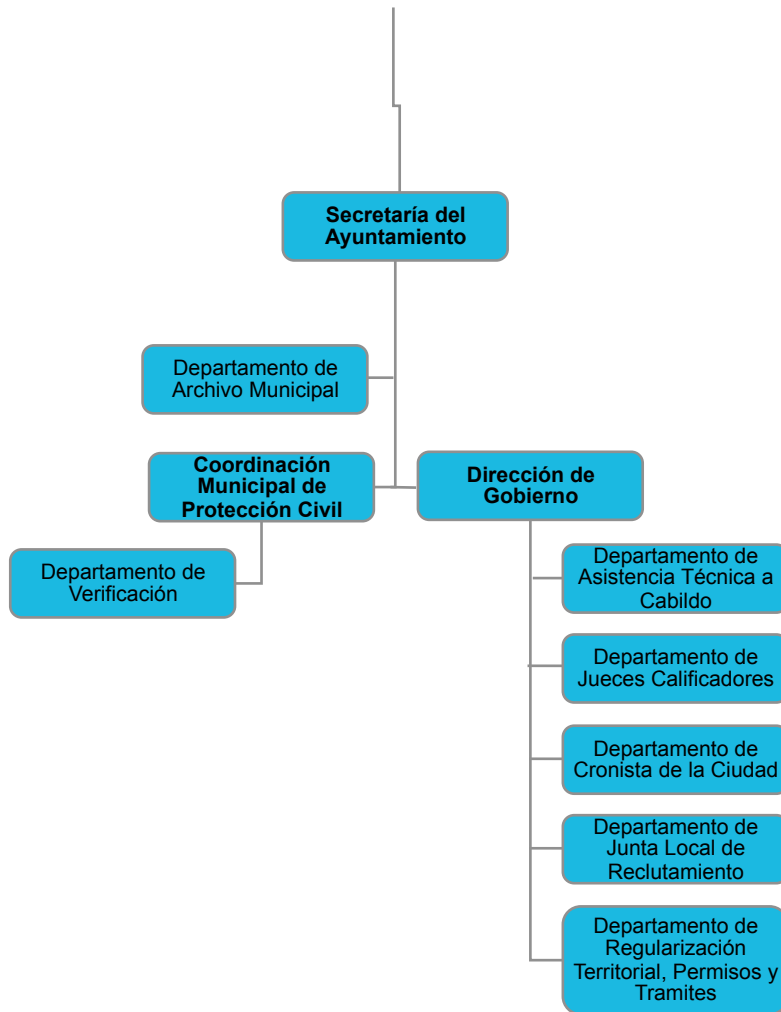 Secretaría del
Ayuntamiento
Departamento de
Archivo Municipal
Coordinación
Municipal de
Protección Civil
Dirección de
Gobierno
Departamento de
Verificación
Departamento de
Asistencia Técnica a
Cabildo
Departamento de
Jueces Calificadores
Departamento de
Cronista de la Ciudad
Departamento de
Junta Local de
Reclutamiento
Departamento de
Regularización
Territorial, Permisos y
Tramites